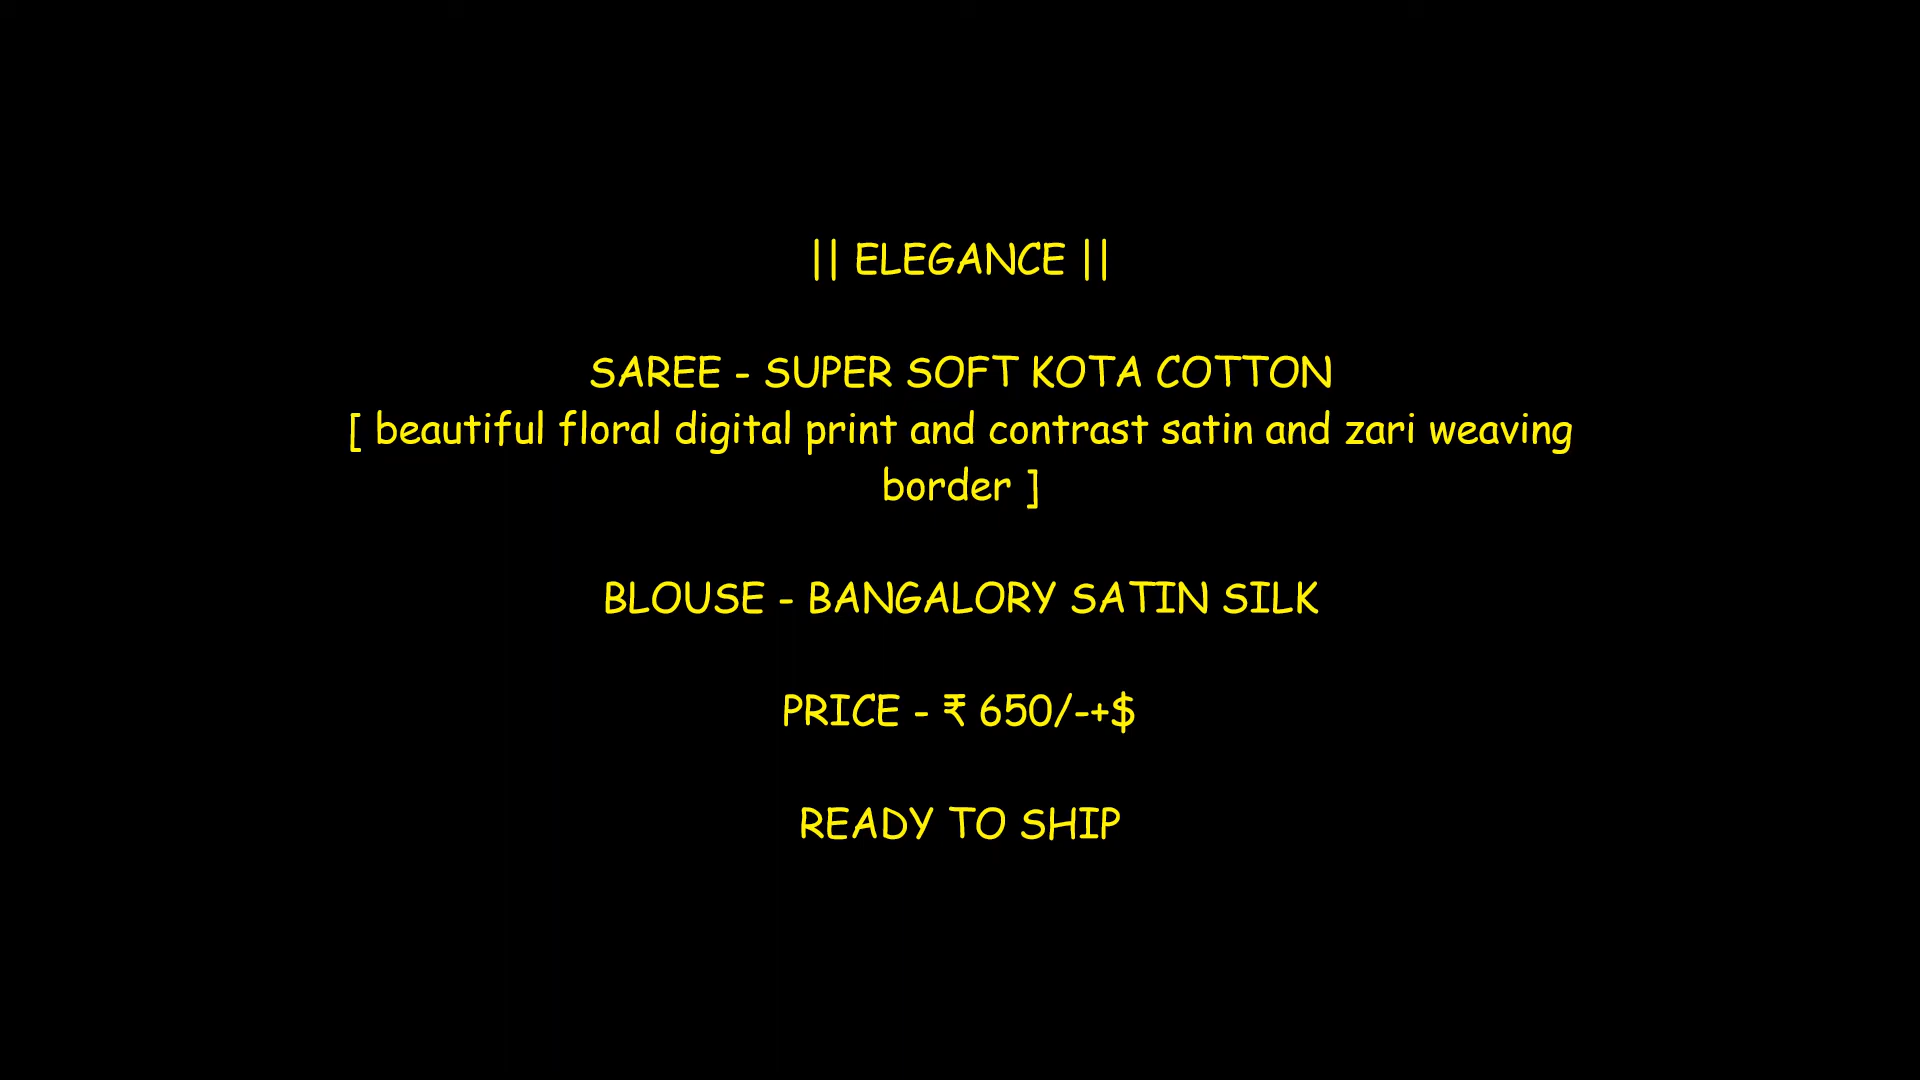 || ELEGANCE ||
SAREE - SUPER SOFT KOTA COTTON
[ beautiful floral digital print and contrast satin and zari weaving
border ]
BLOUSE - BANGALORY SATIN SILK
PRICE - ₹ 650/-+$
READY TO SHIP